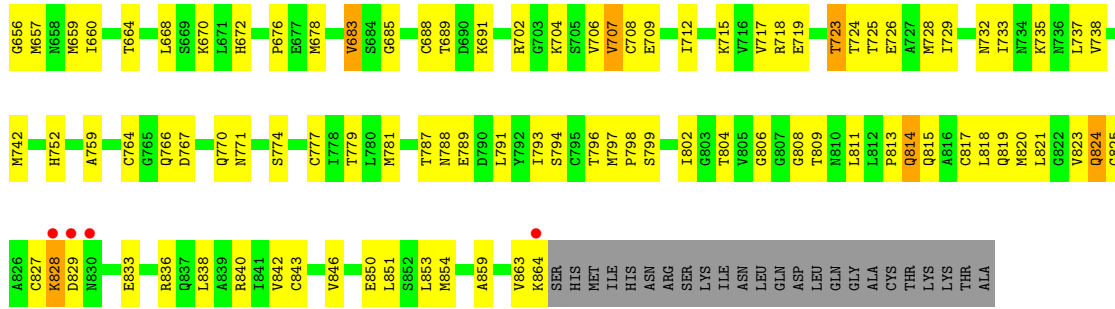 G656 M657 N658 M659 I660 T664 L668 S669 K670 L671 H672 P676 E677 M678 V683 S684 G685 C688 T689 D690 K691 R702 G703 K704 S705 V706 V707 C708 E709 I712 K715 V716 V717 R718 E719 T723 T724 T725 E726 A727 M728 I729 N732 I733 N734 K735 N736 L737 V738
M742 H752 A759 C764 G765 Q766 D767 Q770 N771 S774 C777 I778 T779 L780 M781 T787 N788 E789 D790 L791 Y792 I793 S794 C795 T796 M797 P798 S799 I802 G803 T804 V805 G806 G807 G808 T809 N810 L811 L812 P813 Q814 Q815 A816 C817 L818 Q819 M820 L821 G822 V823 Q824 G825
A826 C827 K828 D829 N830 E833 R836 Q837 L838 A839 R840 I841 V842 C843 V846 E850 L851 S852 L853 M854 A859 V863 K864 SER HIS MET ILE HIS ASN ARG SER LYS ILE ASN LEU GLN ASP LEU GLY ALA CYS THR LYS LYS THR ALA